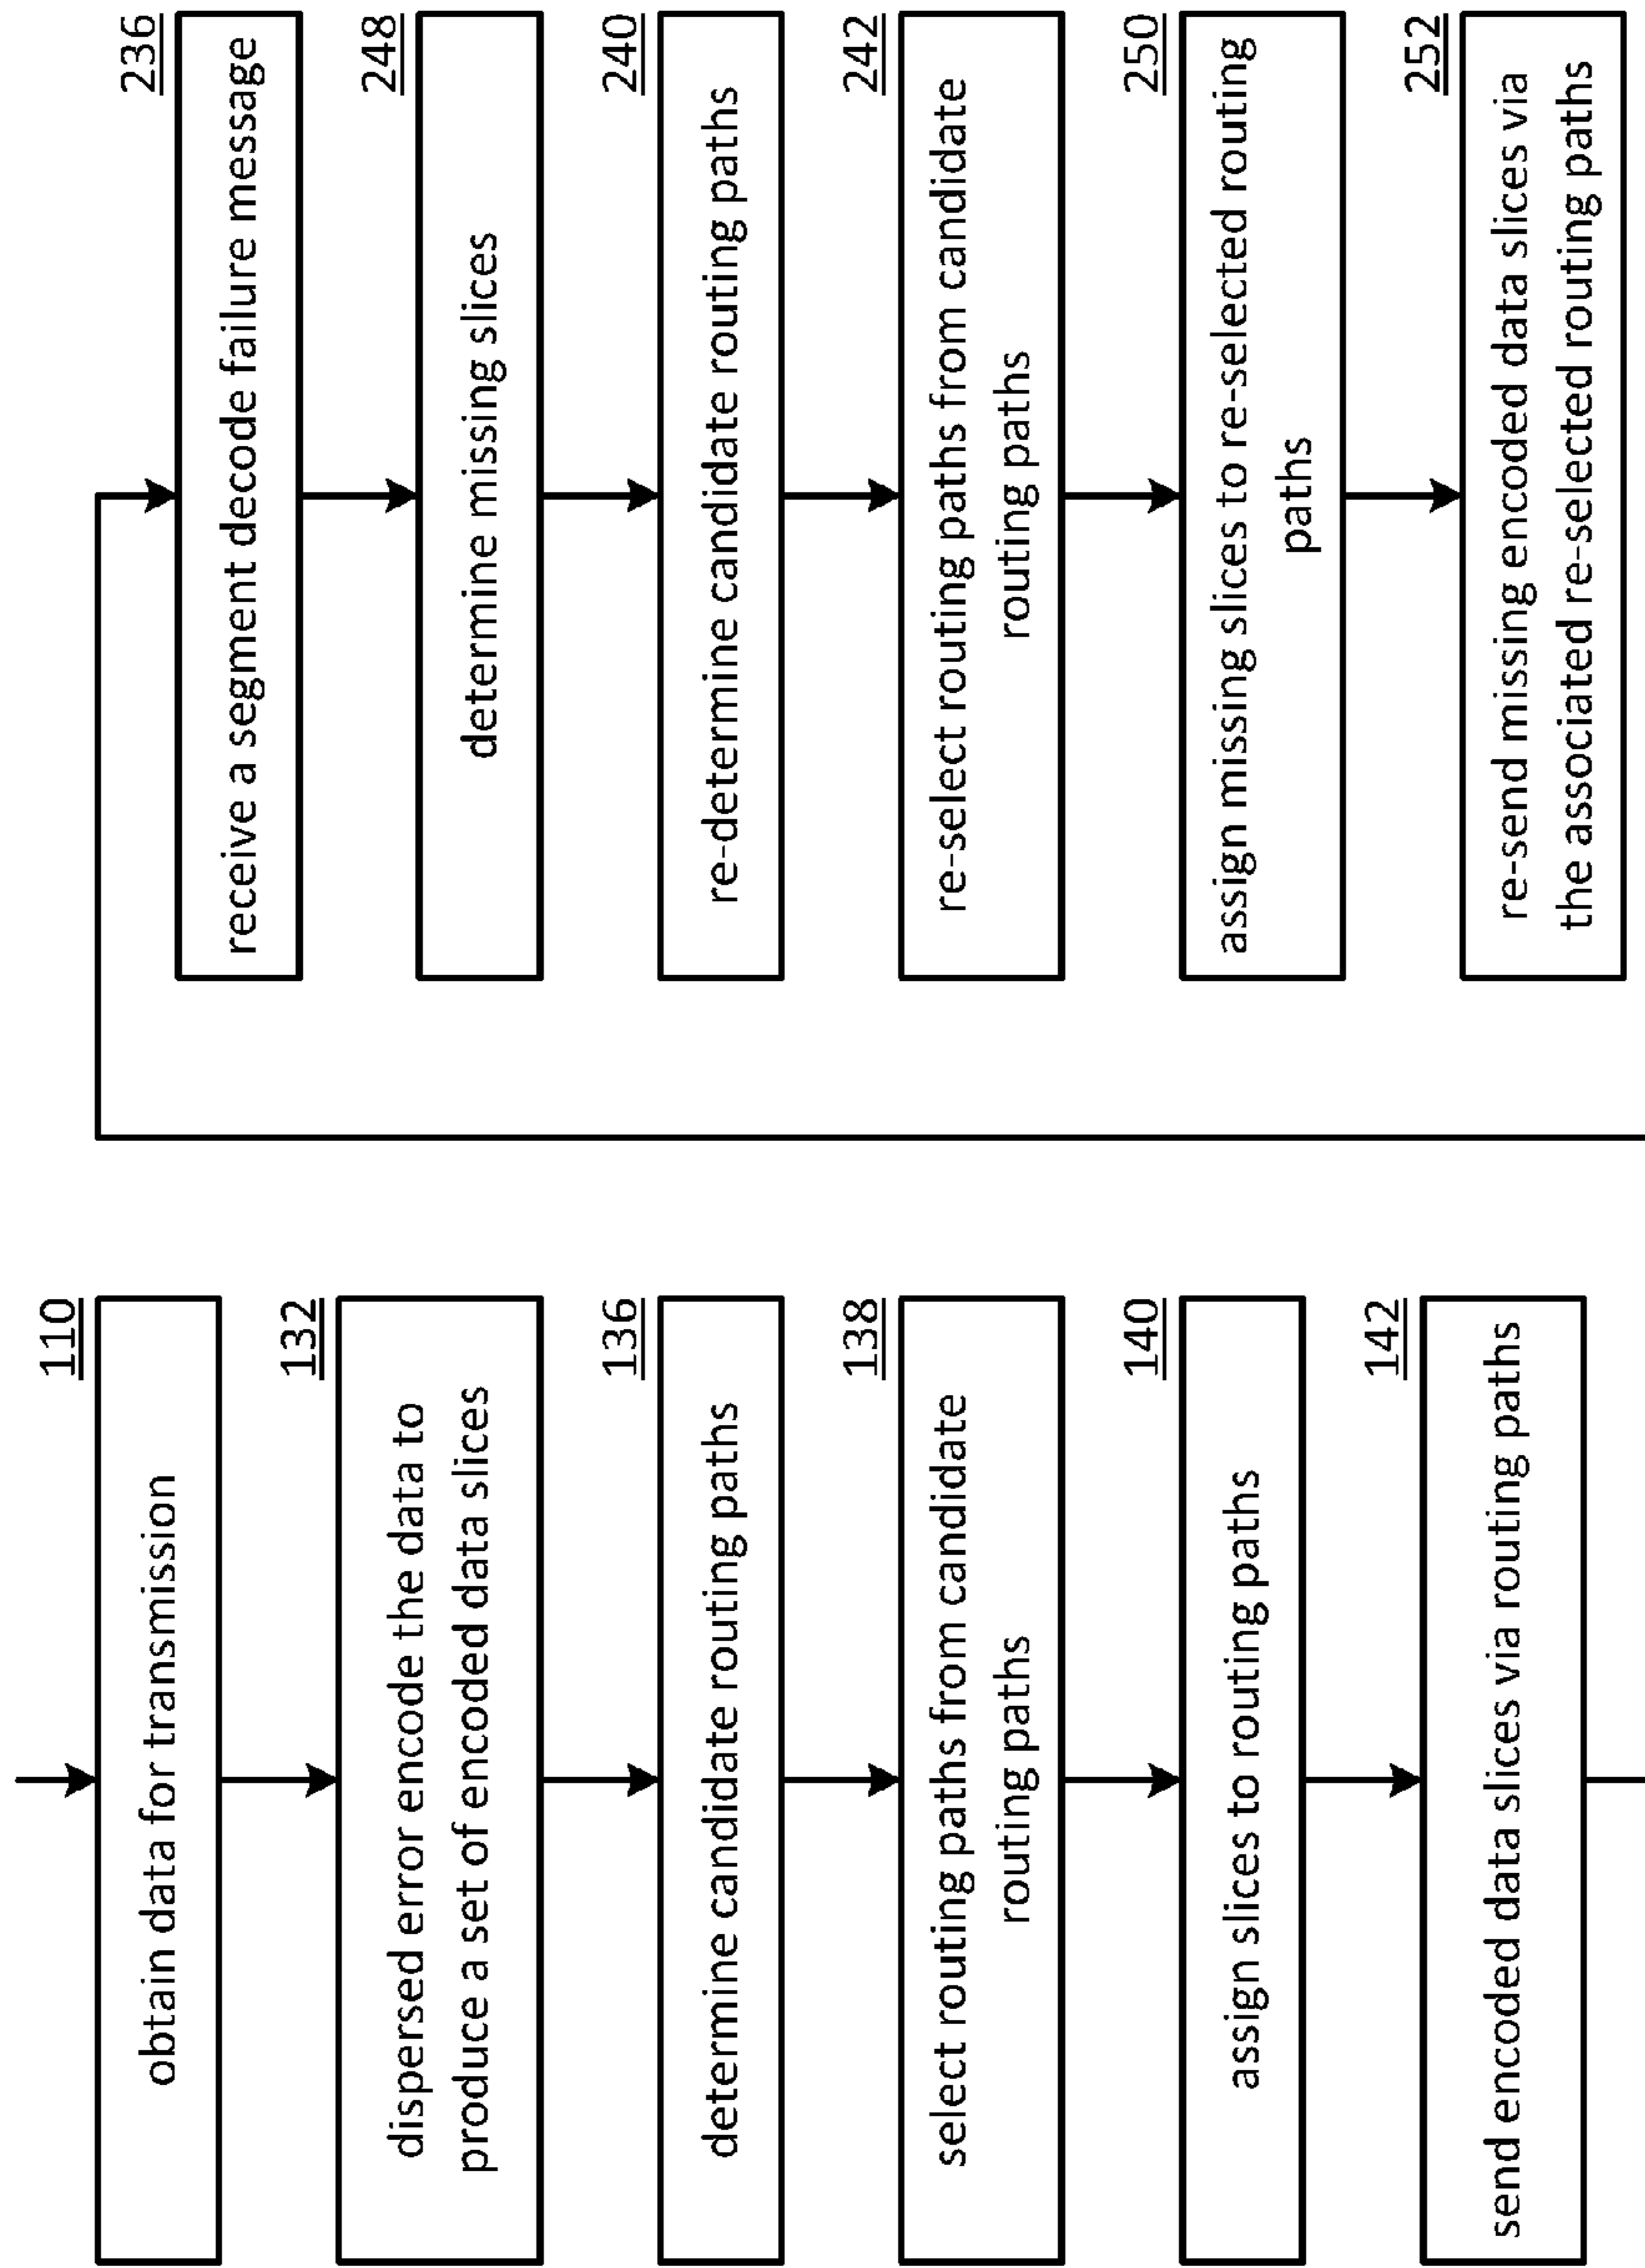 110
obtain data for transmission
132
dispersed error encode the data to
produce a set of encoded data slices
136
determine candidate routing paths
138
select routing paths from candidate
routing paths
140
assign slices to routing paths
142
send encoded data slices via routing paths
236
receive a segment decode failure message
248
determine missing slices
240
re-determine candidate routing paths
242
re-select routing paths from candidate
routing paths
250
assign missing slices to re-selected routing
paths
252
re-send missing encoded data slices via
the associated re-selected routing paths